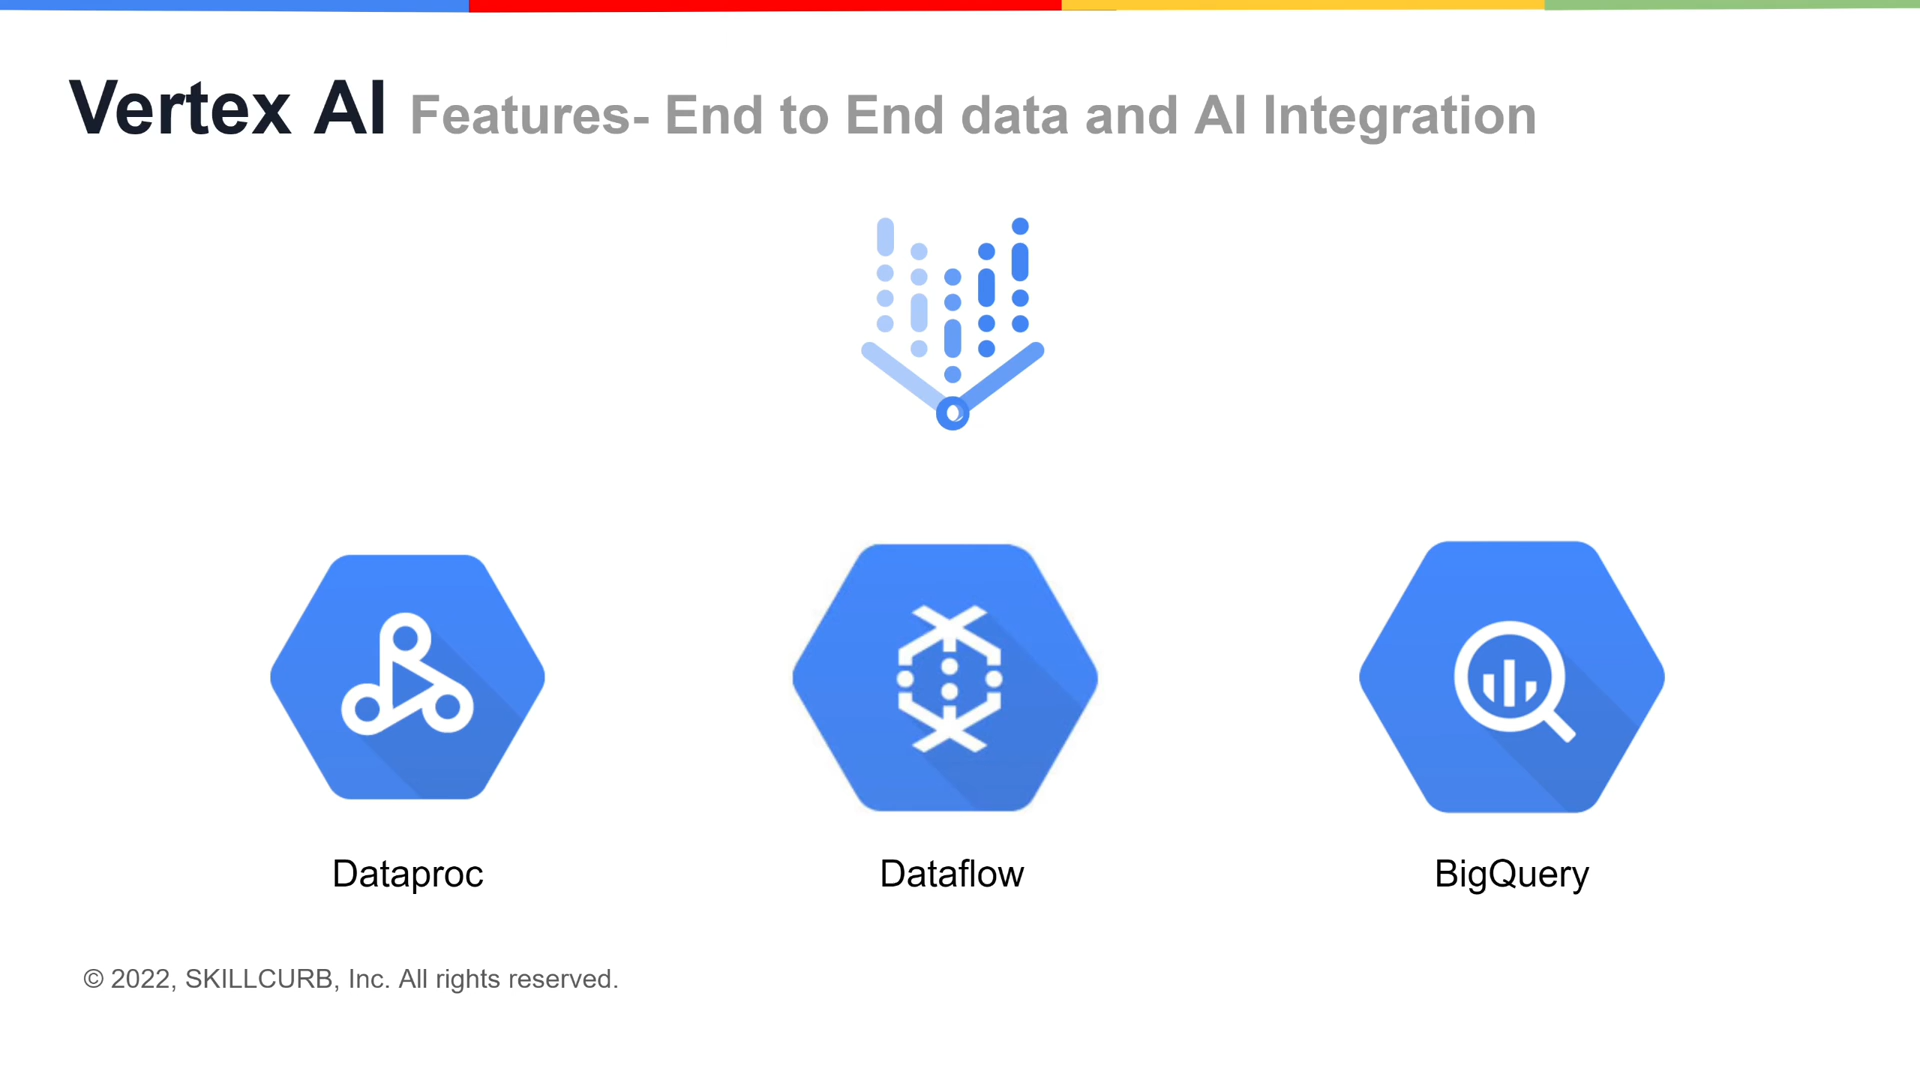 Vertex AI Features- End to End data and AI Integration
Dataproc
Dataflow
BigQuery
© 2022, SKILLCURB, Inc. All rights reserved.